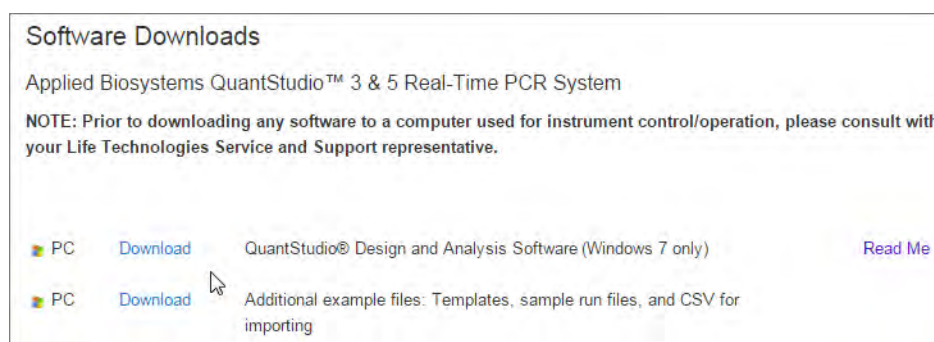 Software Downloads
Applied Biosystems QuantStudio™ 3 & 5 Real-Time PCR System
NOTE: Prior to downloading any software to a computer used for instrument control/operation, please consult with
your Life Technologies Service and Support representative.
PC Download QuantStudio® Design and Analysis Software (Windows 7 only) Read Me
PC Download Additional example files: Templates, sample run files, and CSV for
importing